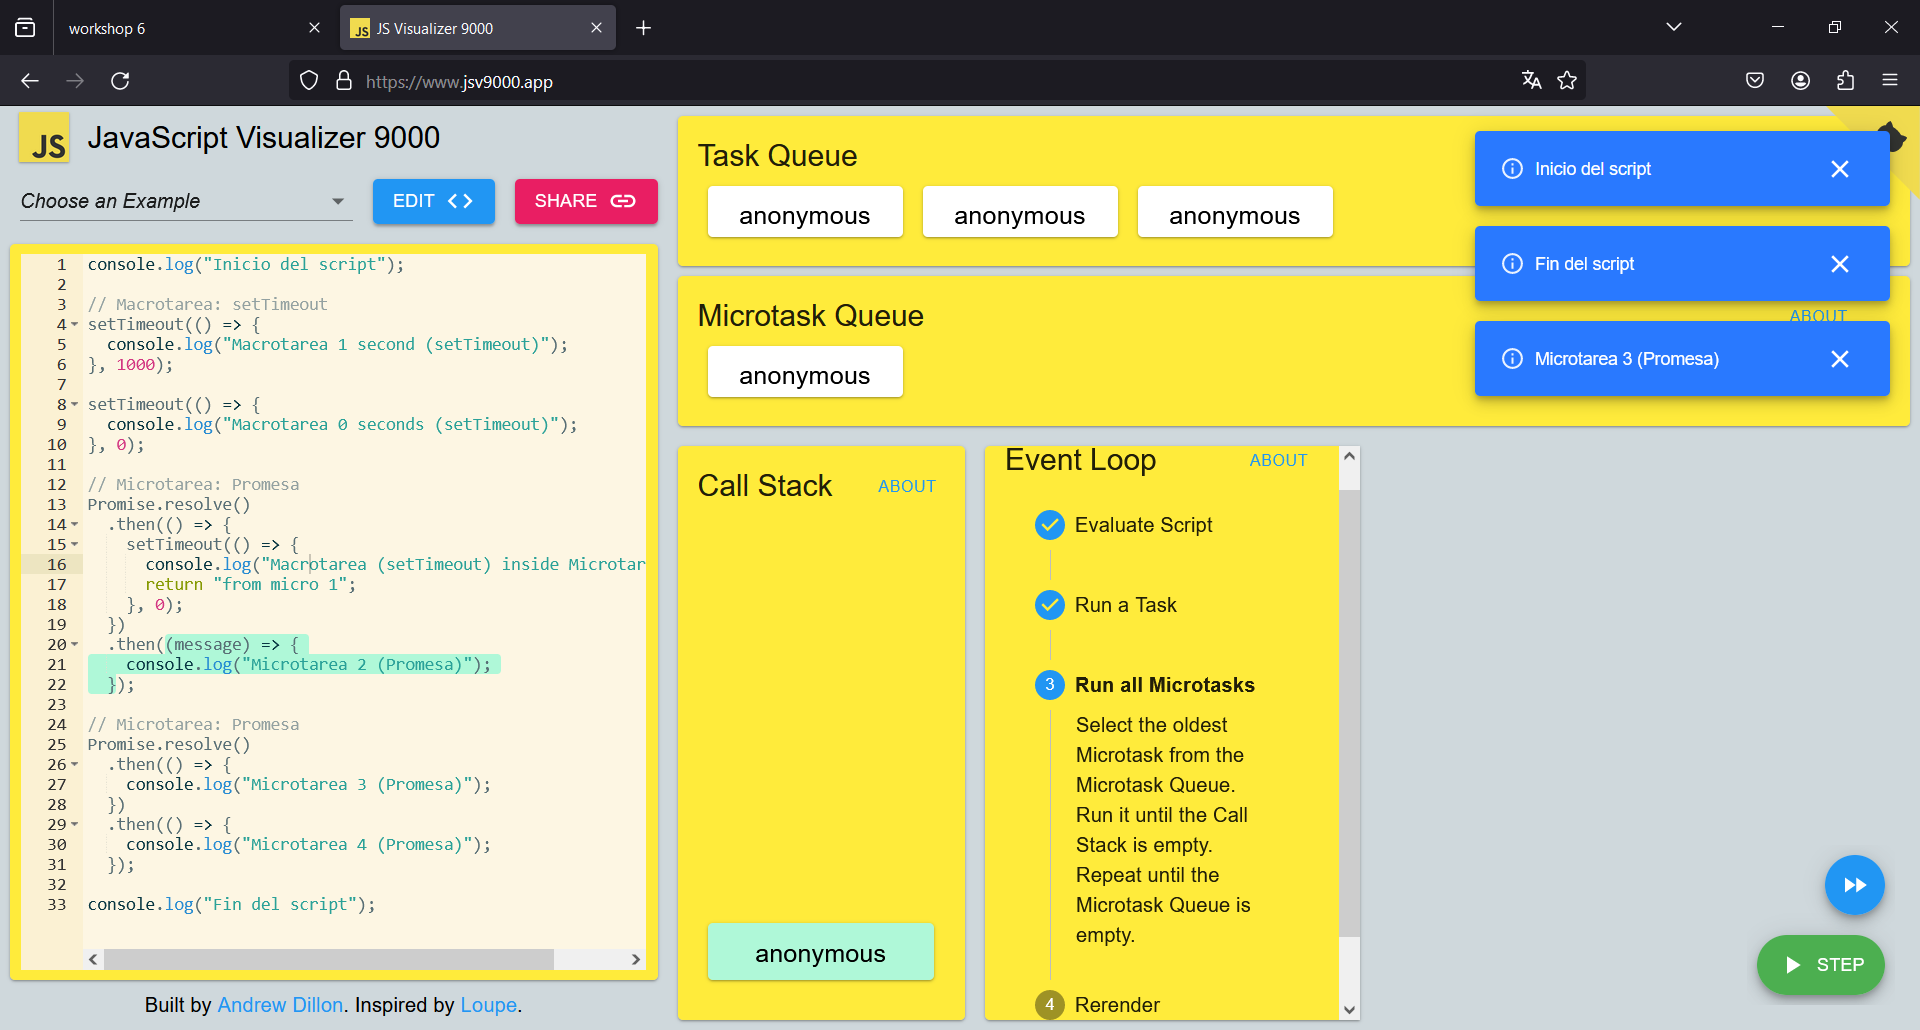 workshop 6
JS
JS Visualizer 9000
https://www.jsv9000.app
JS
JavaScript Visualizer 9000
Choose an Example
EDIT
SHARE
1 console.log("Inicio del script");
2
3 // Macrotarea: setTimeout
4 setTimeout(() => {
5 console.log("Macrotarea 1 second (setTimeout)");
6 }, 1000);
7
8 setTimeout(() => {
9 console.log("Macrotarea 0 seconds (setTimeout)");
10 }, 0);
11
12 // Microtarea: Promesa
13 Promise.resolve()
14 .then(() => {
15 setTimeout(() => {
16 console.log("Macrotarea (setTimeout) inside Microtar
17 return "from micro 1";
18 }, 0);
19 })
20 .then((message) => {
21 console.log("Microtarea 2 (Promesa)");
22 });
23
24 // Microtarea: Promesa
25 Promise.resolve()
26 .then(() => {
27 console.log("Microtarea 3 (Promesa)");
28 })
29 .then(() => {
30 console.log("Microtarea 4 (Promesa)");
31 });
32
33 console.log("Fin del script");
Built by Andrew Dillon. Inspired by Loupe.
Task Queue
anonymous
anonymous
anonymous
Microtask Queue
ABOUT
anonymous
Inicio del script
Fin del script
Microtarea 3 (Promesa)
Call Stack
ABOUT
anonymous
Event Loop
ABOUT
Evaluate Script
Run a Task
3 Run all Microtasks
Select the oldest
Microtask from the
Microtask Queue.
Run it until the Call
Stack is empty.
Repeat until the
Microtask Queue is
empty.
4 Rerender
STEP